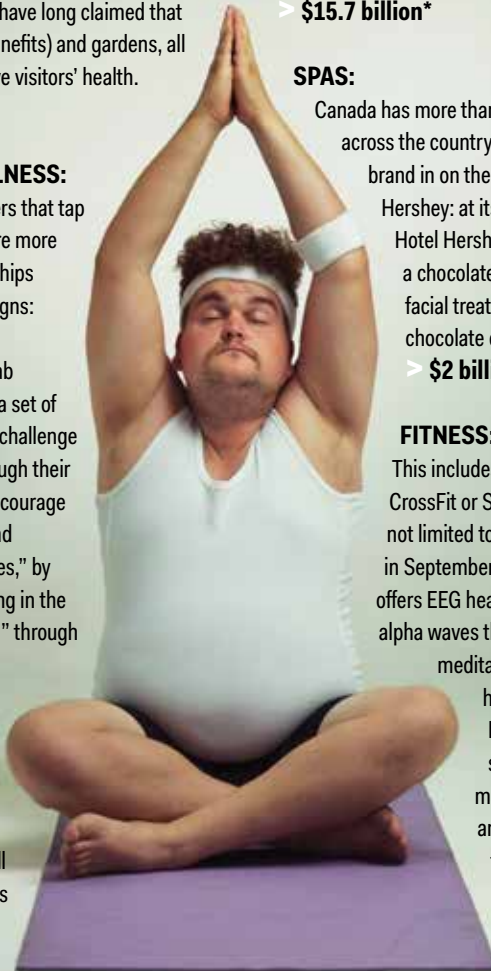 have long claimed that
nefits) and gardens, all
e visitors’ health.
LNESS:
ers that tap
re more
hips
igns:
ab
a set of
challenge
ugh their
courage
nd
es,” by
ng in the
” through
ll
s
> $15.7 billion*
SPAS:
Canada has more than
across the country
brand in on the
Hershey: at it
Hotel Hersh
a chocolate
facial treat
chocolate
> $2 bill
FITNESS:
This include
CrossFit or S
not limited to
in September
offers EEG hea
alpha waves th
medita
h
s
m
ar